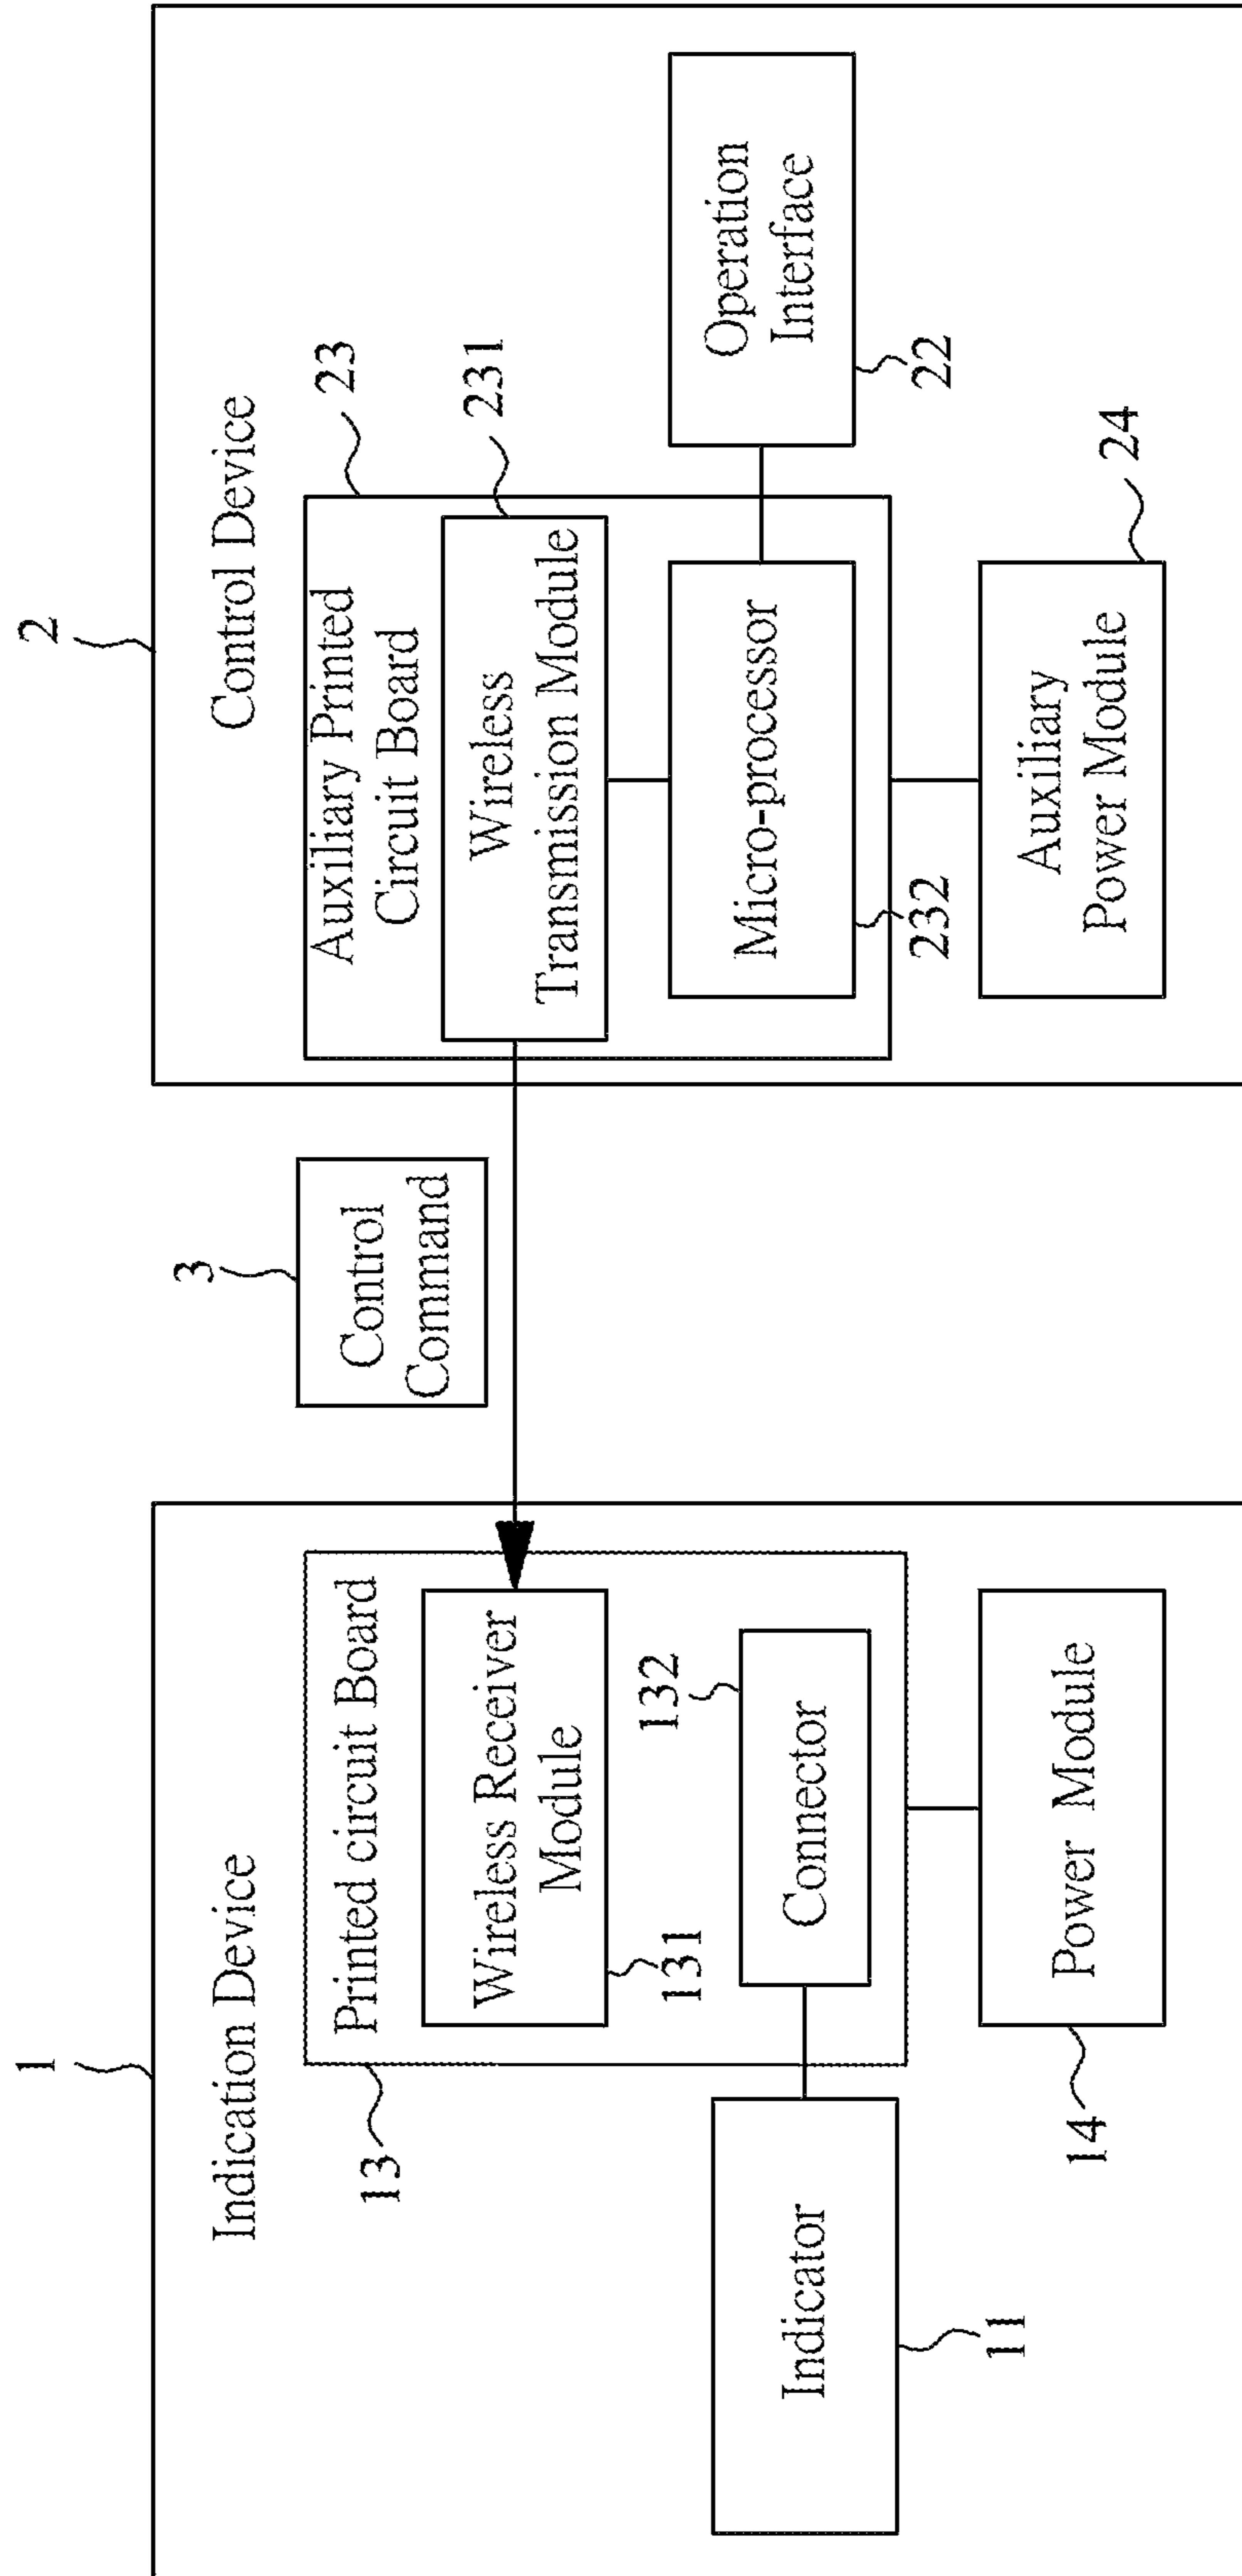 1
Indication Device
13
Printed circuit Board
Wireless Receiver
Module
131
132
Connector
Indicator
11
Power Module
14
3
Control
Command
2
Control Device
23
Auxiliary Printed
Circuit Board
231
Wireless
Transmission Module
Micro-processor
232
Operation
Interface
22
Auxiliary
Power Module
24